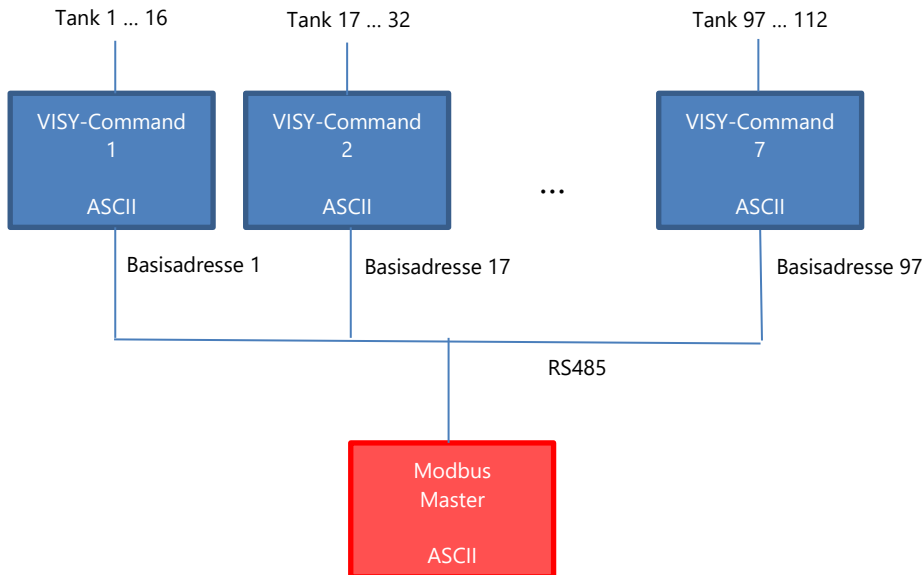 Tank 1 ... 16
Tank 17 ... 32
Tank 97 ... 112
VISY-Command
1
ASCII
VISY-Command
2
ASCII
...
VISY-Command
7
ASCII
Basisadresse 1
Basisadresse 17
Basisadresse 97
RS485
Modbus
Master
ASCII